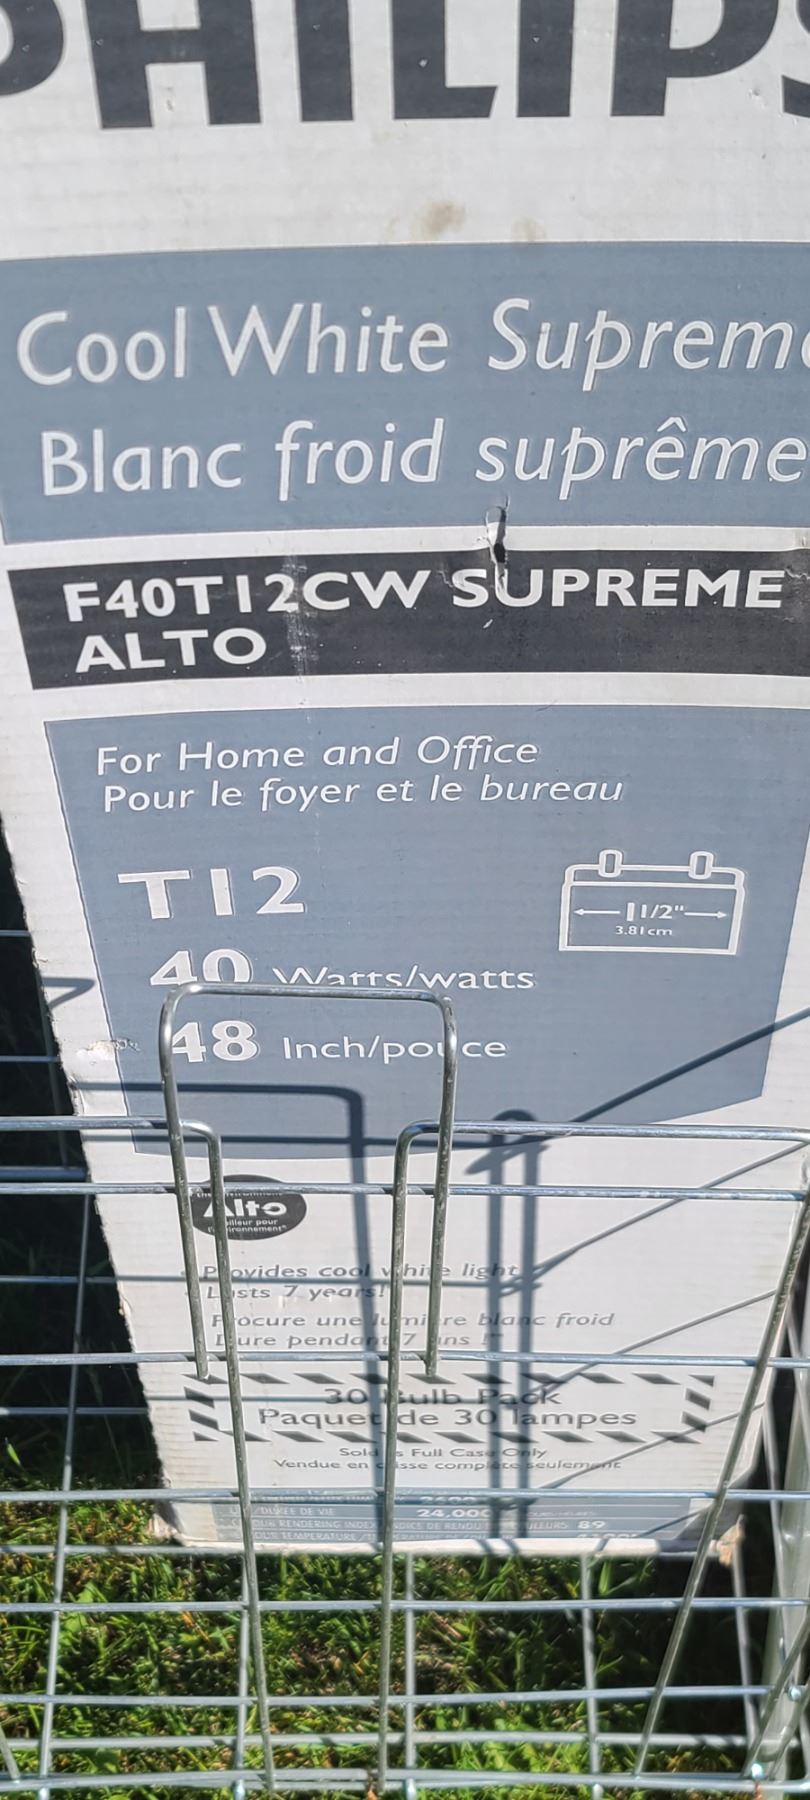 PHILIPS
Cool White Supreme
Blanc froid suprême
F40T12CW SUPREME
ALTO
For Home and Office
Pour le foyer et le bureau
T12
1 1/2"
3.81cm
40 Watts/watts
48 Inch/pouce
Alto
Provides cool white light
Lasts 7 years!
Procure une lumière blanc froid
Dure pendant 7 ans !
30 Bulb Pack
Paquet de 30 lampes
Sold as Full Case Only
Vendue en caisse complète seulement
DURÉE DE VIE 24,000
RENDERING INDEX 89
TEMPERATURE